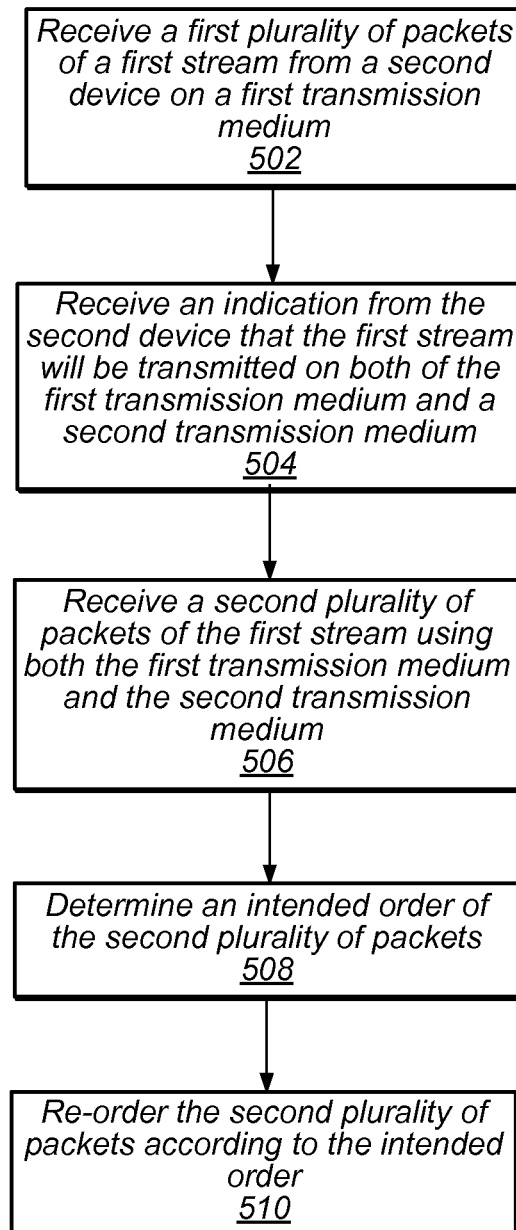 Receive a first plurality of packets
of a first stream from a second
device on a first transmission
medium
502
Receive an indication from the
second device that the first stream
will be transmitted on both of the
first transmission medium and a
second transmission medium
504
Receive a second plurality of
packets of the first stream using
both the first transmission medium
and the second transmission
medium
506
Determine an intended order of
the second plurality of packets
508
Re-order the second plurality of
packets according to the intended
order
510